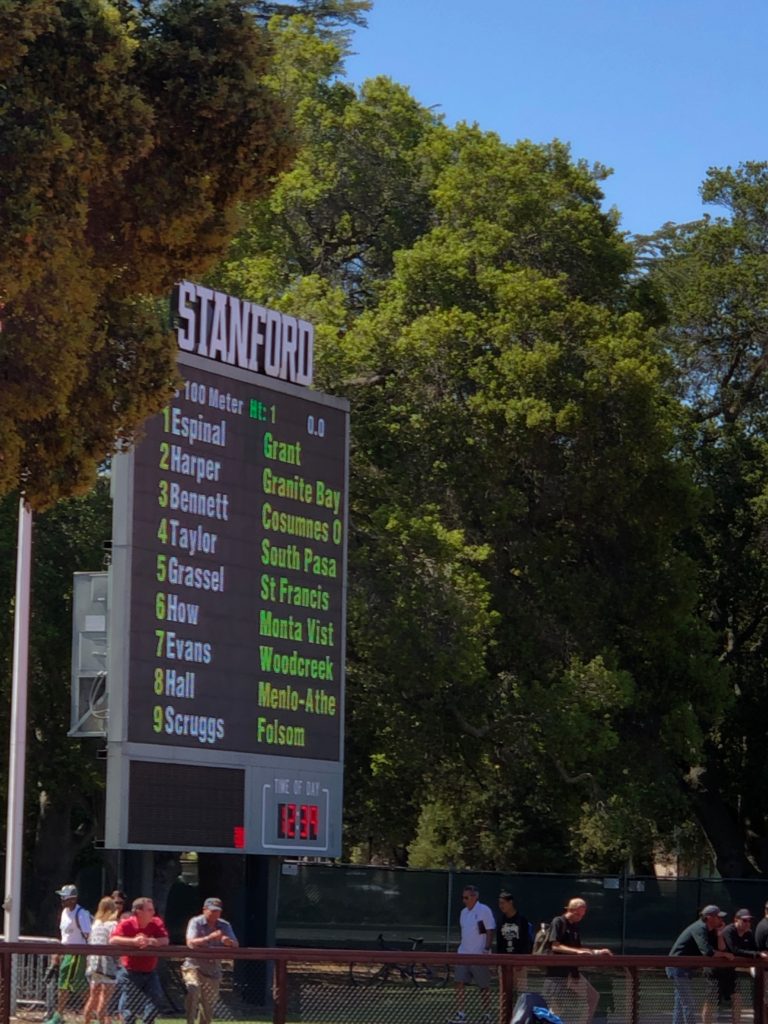 STANFORD
100 Meter Ht: 1 0.0
1 Espinal Grant
2 Harper Granite Bay
3 Bennett Cosumnes O
4 Taylor South Pasa
5 Grassel St Francis
6 How Monta Vist
7 Evans Woodcreek
8 Hall Menlo-Athe
9 Scruggs Folsom
TIME OF DAY